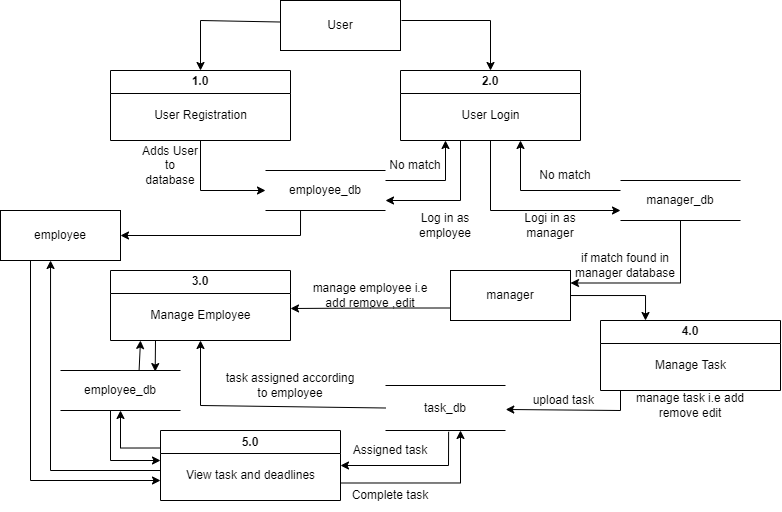 User
1.0
User Registration
2.0
User Login
Adds User
to
database
No match
employee_db
No match
manager_db
Log in as
employee
Logi in as
manager
employee
if match found in
manager database
3.0
Manage Employee
manage employee i.e
add remove ,edit
manager
4.0
Manage Task
employee_db
task assigned according
to employee
task_db
upload task
manage task i.e add
remove edit
5.0
View task and deadlines
Assigned task
Complete task